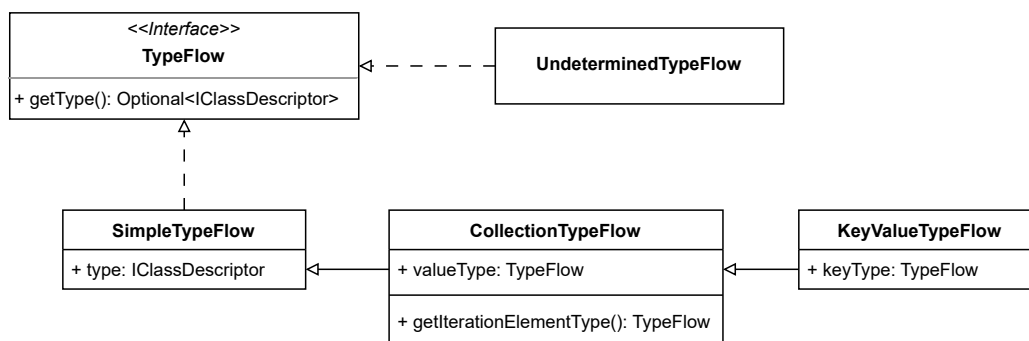 <<Interface>>
TypeFlow
+ getType(): Optional<IClassDescriptor>
UndeterminedTypeFlow
SimpleTypeFlow
+ type: IClassDescriptor
CollectionTypeFlow
+ valueType: TypeFlow
+ getIterationElementType(): TypeFlow
KeyValueTypeFlow
+ keyType: TypeFlow